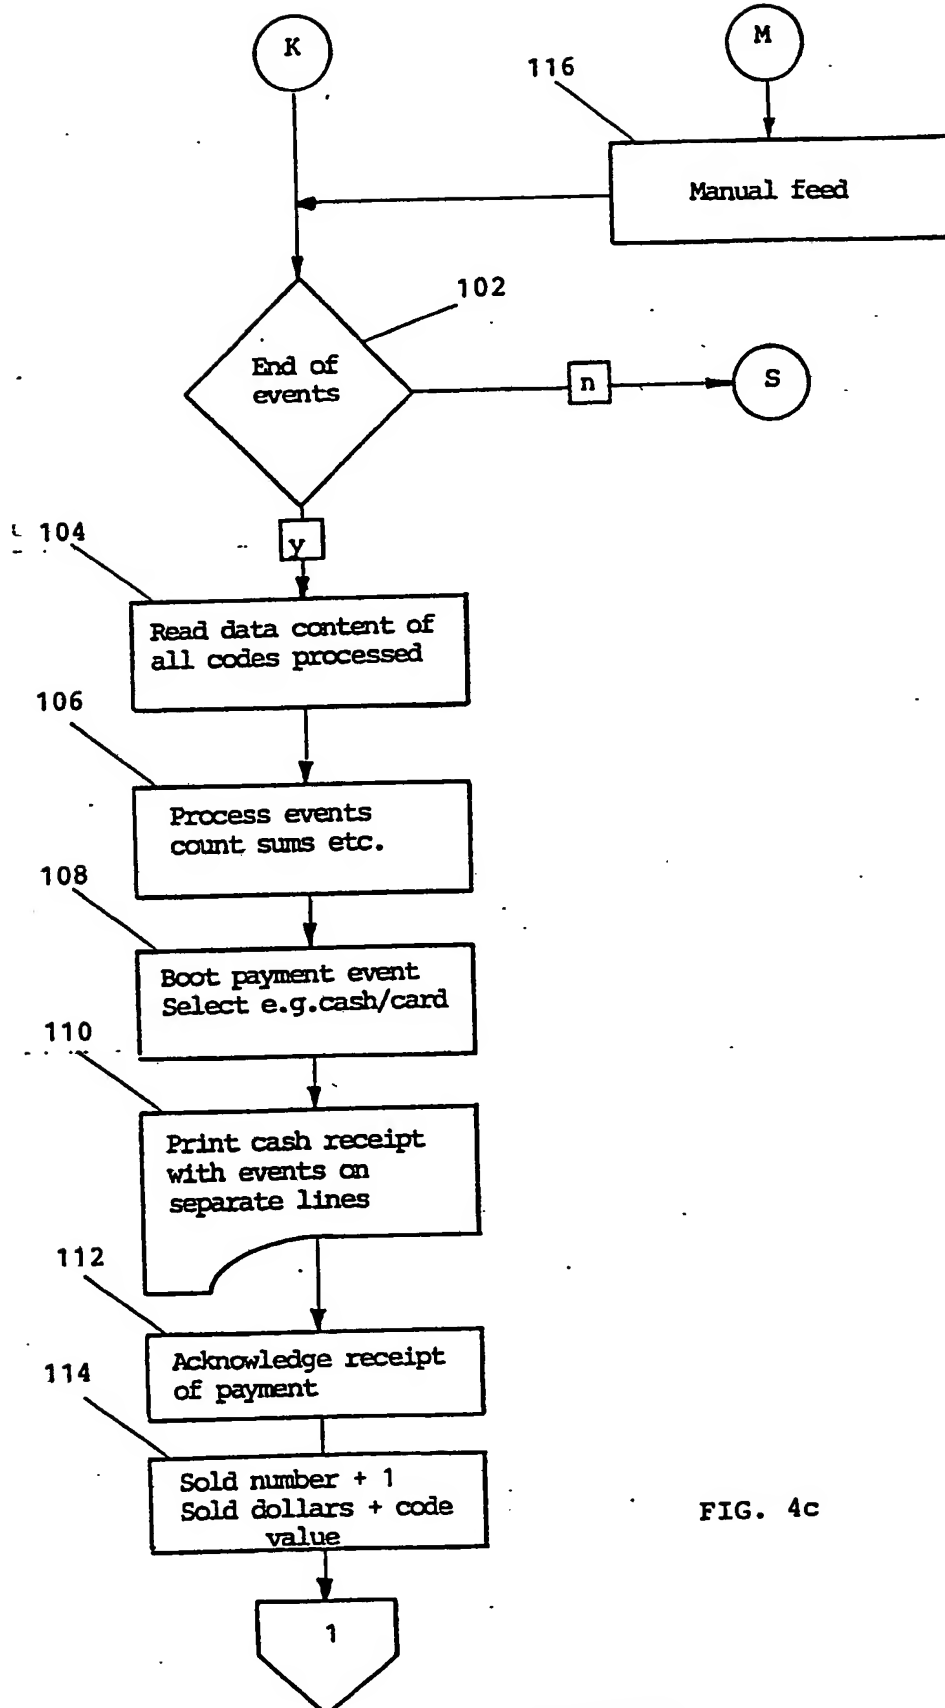 K
M
116
Manual feed
102
End of
events
n
S
y
104
Read data content of
all codes processed
106
Process events
count sums etc.
108
Boot payment event
Select e.g.cash/card
110
Print cash receipt
with events on
separate lines
112
Acknowledge receipt
of payment
114
Sold number + 1
Sold dollars + code
value
FIG. 4c
1